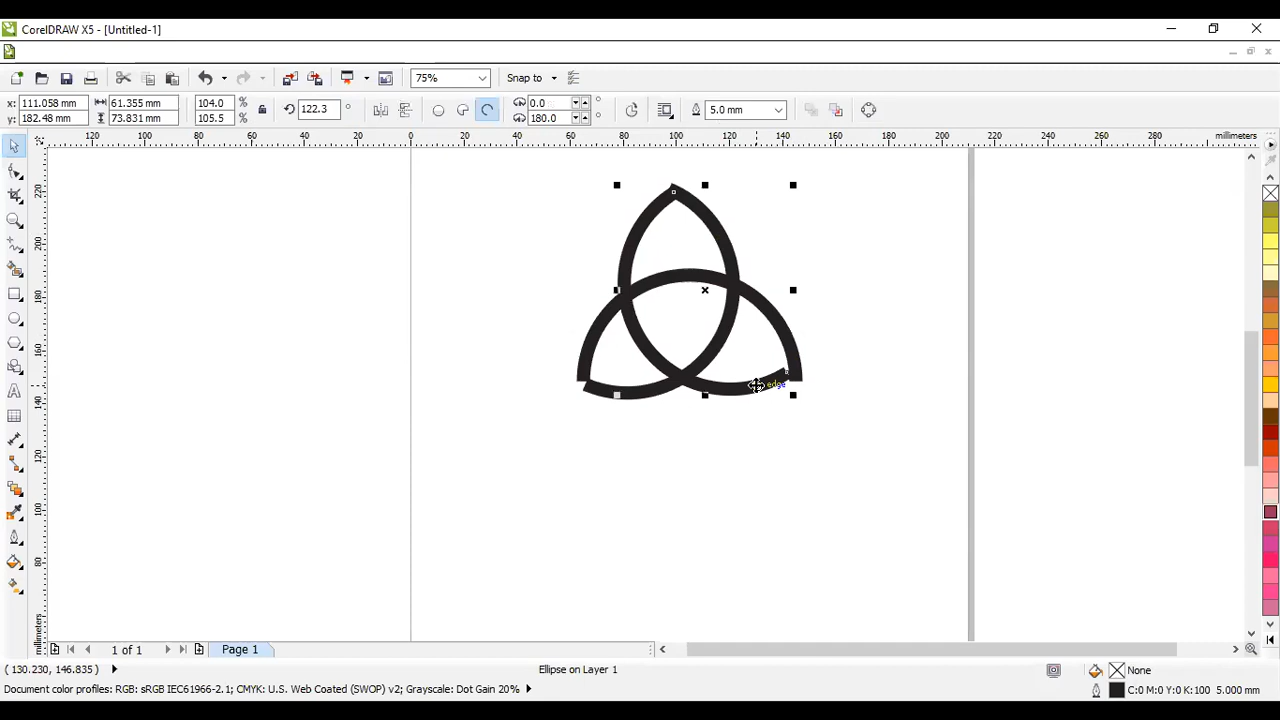 CorelDRAW X5 - [Untitled-1]
75% Snap to
x: 111.058 mm 61.355 mm 104.0 % 122.3 ° 0.0 ° 5.0 mm
y: 182.48 mm 73.831 mm 105.5 % 180.0 °
120 100 80 60 40 20 0 20 40 60 80 100 120 140 160 180 200 220 240 260 280 millimeters
220
200
180
160
140
120
100
80
millimeters
edge
1 of 1 Page 1
( 130.230, 146.835 ) Ellipse on Layer 1 None
Document color profiles: RGB: sRGB IEC61966-2.1; CMYK: U.S. Web Coated (SWOP) v2; Grayscale: Dot Gain 20% C:0 M:0 Y:0 K:100 5.000 mm